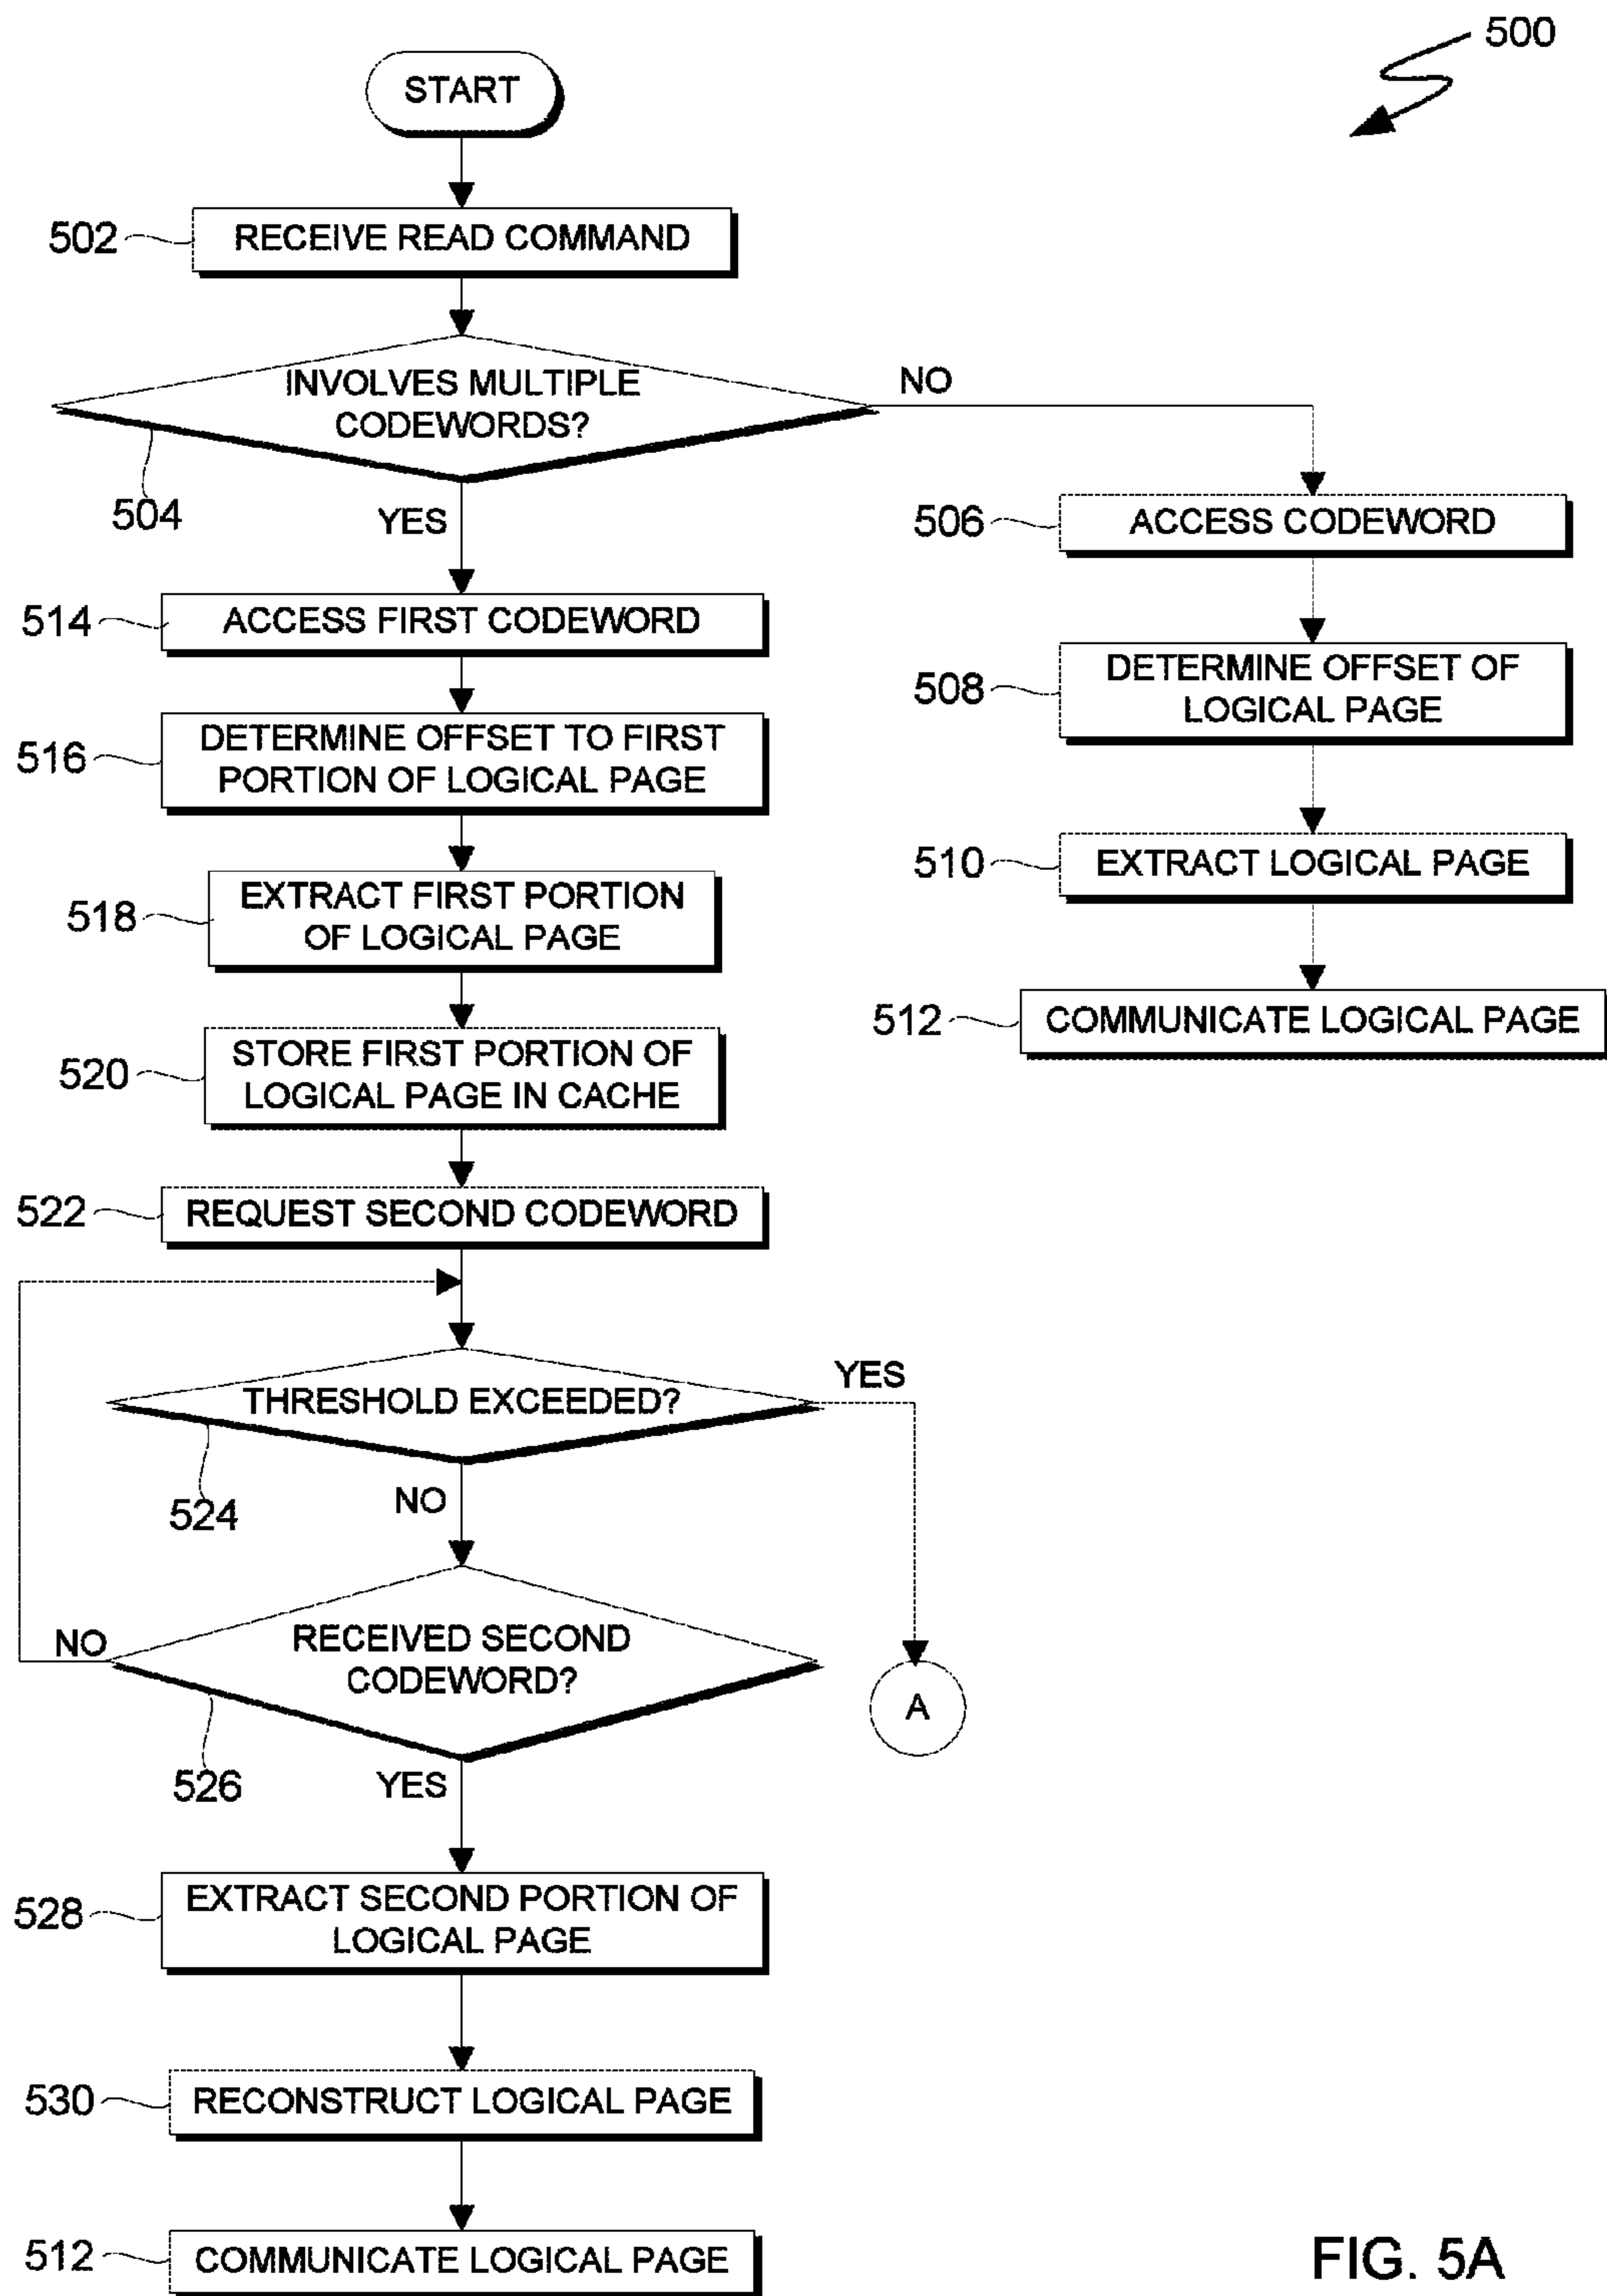 500
START
502
RECEIVE READ COMMAND
INVOLVES MULTIPLE
CODEWORDS?
NO
504
YES
506
ACCESS CODEWORD
508
DETERMINE OFFSET OF
LOGICAL PAGE
510
EXTRACT LOGICAL PAGE
512
COMMUNICATE LOGICAL PAGE
514
ACCESS FIRST CODEWORD
516
DETERMINE OFFSET TO FIRST
PORTION OF LOGICAL PAGE
518
EXTRACT FIRST PORTION
OF LOGICAL PAGE
520
STORE FIRST PORTION OF
LOGICAL PAGE IN CACHE
522
REQUEST SECOND CODEWORD
THRESHOLD EXCEEDED?
YES
524
NO
RECEIVED SECOND
CODEWORD?
NO
A
526
YES
528
EXTRACT SECOND PORTION OF
LOGICAL PAGE
530
RECONSTRUCT LOGICAL PAGE
512
COMMUNICATE LOGICAL PAGE
FIG. 5A